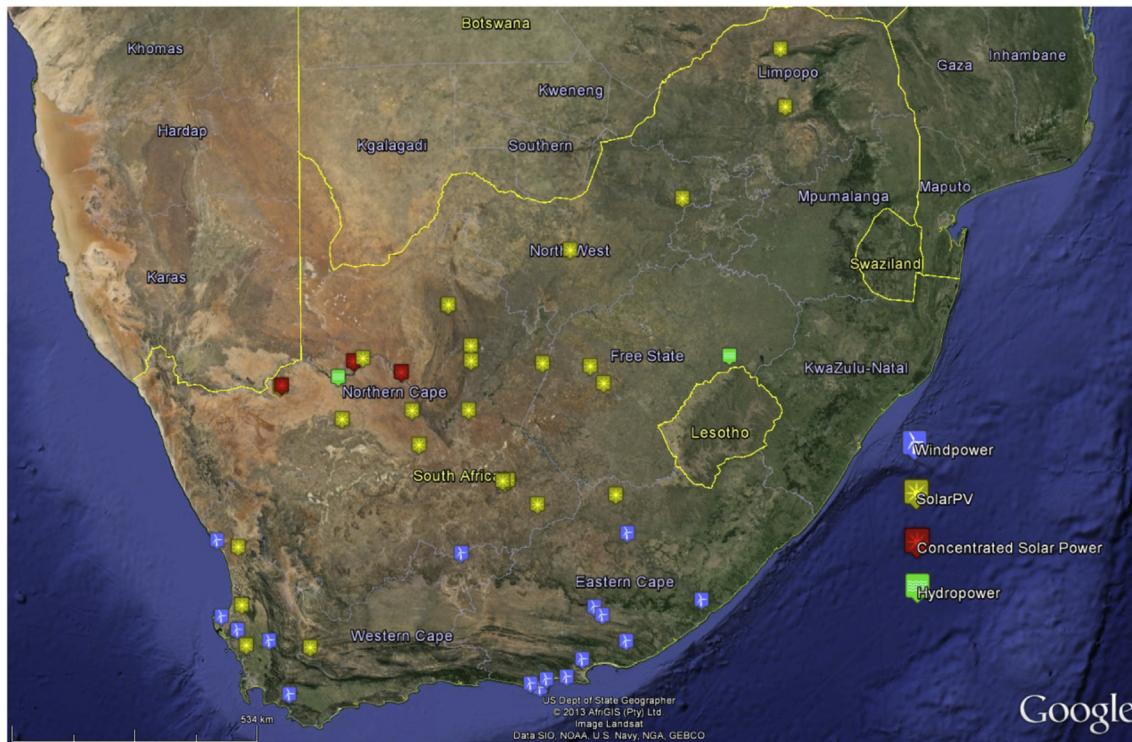 Botswana
Khomas
Inhambane
Gaza
Limpopo
Kweneng
Hardap
Kgalagadi
Southern
Mpumalanga
Maputo
North West
Swaziland
Karas
Free State
KwaZulu-Natal
Northern Cape
Lesotho
Windpower
South Africa
SolarPV
Concentrated Solar Power
Eastern Cape
Hydropower
Western Cape
US Dept of State Geographer
© 2013 AfriGIS (Pty) Ltd.
Image Landsat
Data SIO, NOAA, U.S. Navy, NGA, GEBCO
534 km
Google